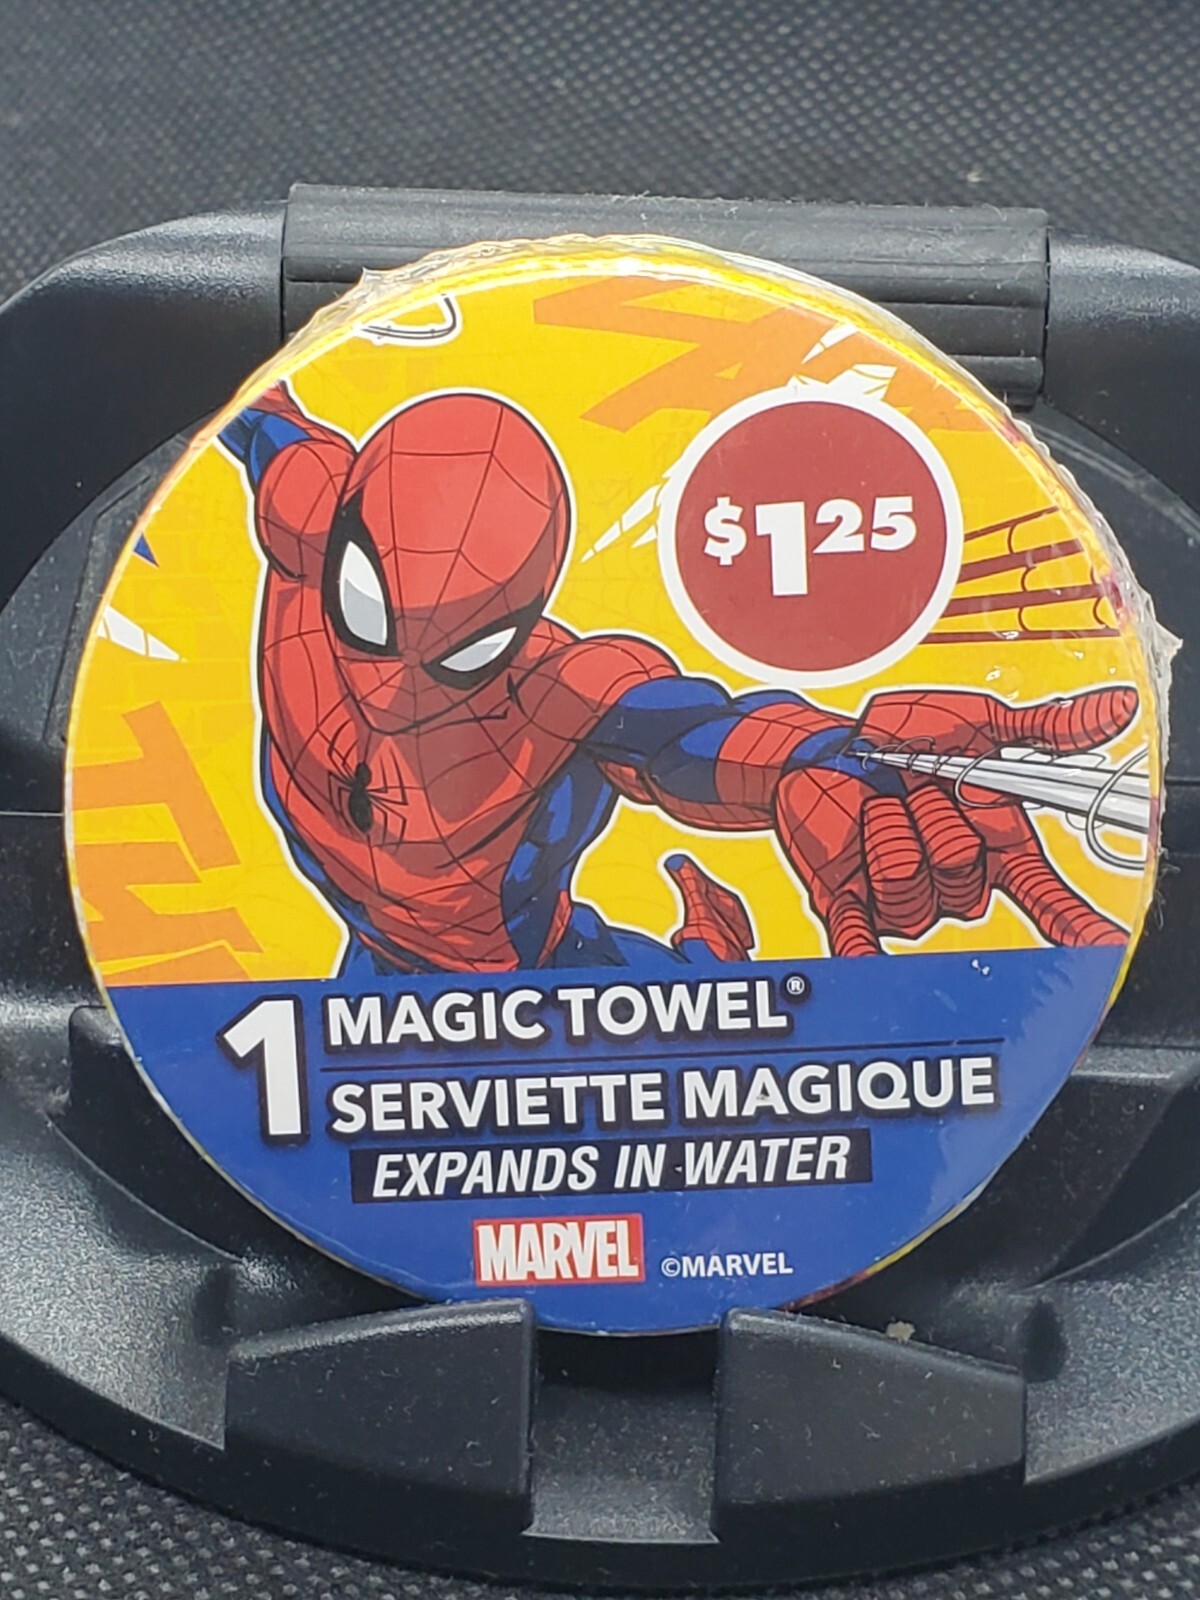 $1.25
1 MAGIC TOWEL®
SERVIETTE MAGIQUE
EXPANDS IN WATER
MARVEL ©MARVEL